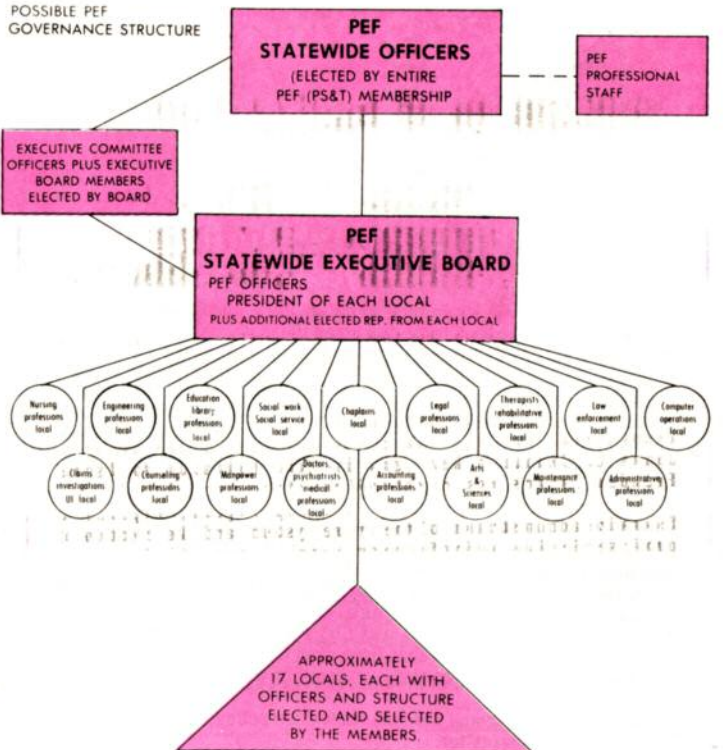 POSSIBLE PEF
GOVERNANCE STRUCTURE
PEF
STATEWIDE OFFICERS
(ELECTED BY ENTIRE
PEF (PS&T) MEMBERSHIP
PEF
PROFESSIONAL
STAFF
EXECUTIVE COMMITTEE
OFFICERS PLUS EXECUTIVE
BOARD MEMBERS
ELECTED BY BOARD
PEF
STATEWIDE EXECUTIVE BOARD
PEF OFFICERS
PRESIDENT OF EACH LOCAL
PLUS ADDITIONAL ELECTED REP. FROM EACH LOCAL
Nursing
professions
local
Engineering
professions
local
Education
library
professions
local
Social work
Social service
local
Chaplains
local
Legal
professions
local
Therapists
rehabilitative
professions
local
Law
enforcement
local
Computer
operations
local
Claims
investigations
UI local
Counseling
professions
local
Manpower
professions
local
Doctors
psychiatrists
medical
professions
local
Accounting
professions
local
Arts
&
Sciences
local
Maintenance
professions
local
Administrative
professions
local
APPROXIMATELY
17 LOCALS, EACH WITH
OFFICERS AND STRUCTURE
ELECTED AND SELECTED
BY THE MEMBERS.